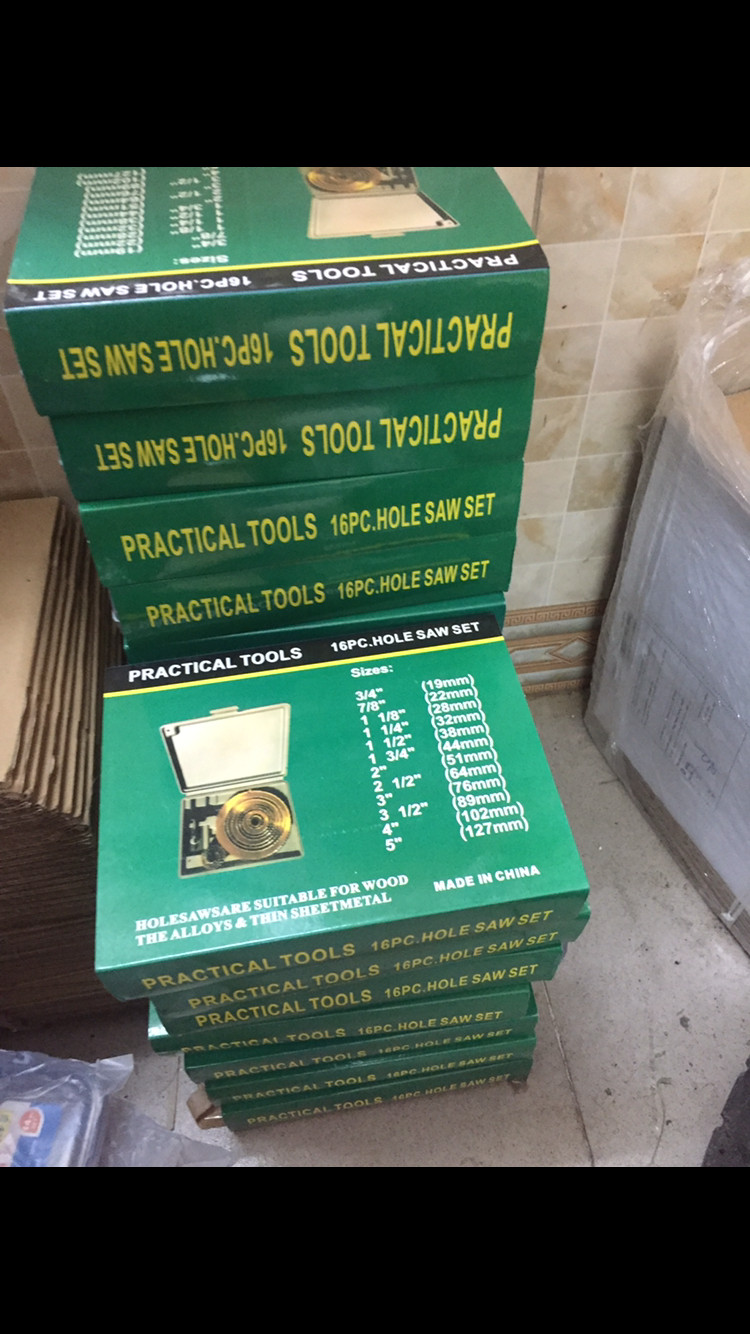 Sizes:
PRACTICAL TOOLS 16PC.HOLE SAW SET
PRACTICAL TOOLS 16PC.HOLE SAW SET
PRACTICAL TOOLS 16PC.HOLE SAW SET
PRACTICAL TOOLS 16PC.HOLE SAW SET
PRACTICAL TOOLS 16PC.HOLE SAW SET
PRACTICAL TOOLS 16PC.HOLE SAW SET
Sizes:
3/4" (19mm)
7/8" (22mm)
1 1/8" (28mm)
1 1/4" (32mm)
1 1/2" (38mm)
1 3/4" (44mm)
2" (51mm)
2 1/2" (64mm)
3" (76mm)
3 1/2" (89mm)
4" (102mm)
5" (127mm)
HOLESAWSARE SUITABLE FOR WOOD
THE ALLOYS & THIN SHEETMETAL
MADE IN CHINA
PRACTICAL TOOLS 16PC.HOLE SAW SET
PRACTICAL TOOLS 16PC.HOLE SAW SET
PRACTICAL TOOLS 16PC.HOLE SAW SET
PRACTICAL TOOLS 16PC.HOLE SAW SET
PRACTICAL TOOLS 16PC.HOLE SAW SET
PRACTICAL TOOLS 16PC.HOLE SAW SET
PRACTICAL TOOLS 16PC.HOLE SAW SET